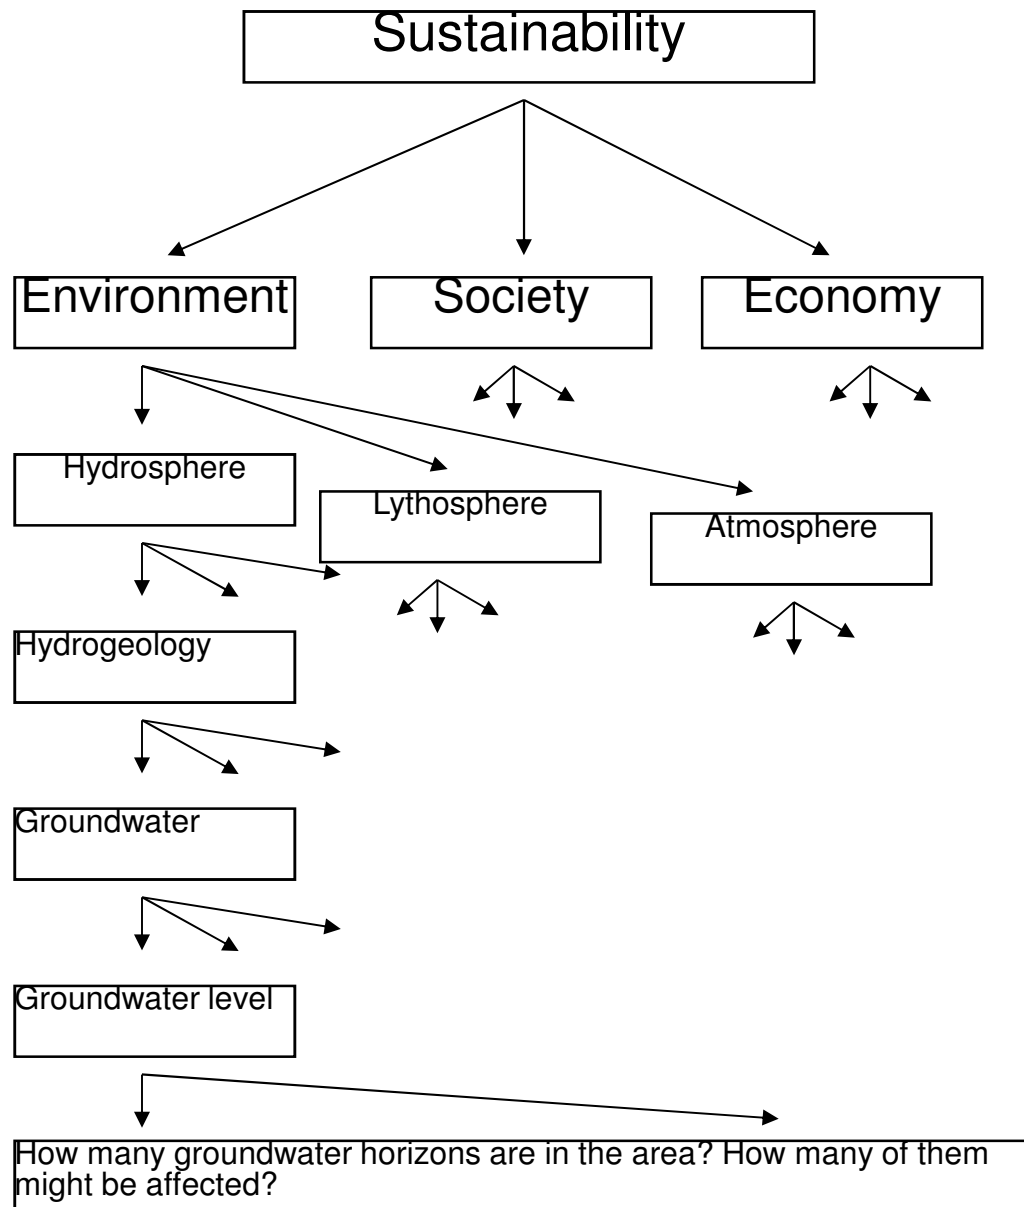 Sustainability
Environment
Society
Economy
Hydrosphere
Lythosphere
Atmosphere
Hydrogeology
Groundwater
Groundwater level
How many groundwater horizons are in the area? How many of them
might be affected?